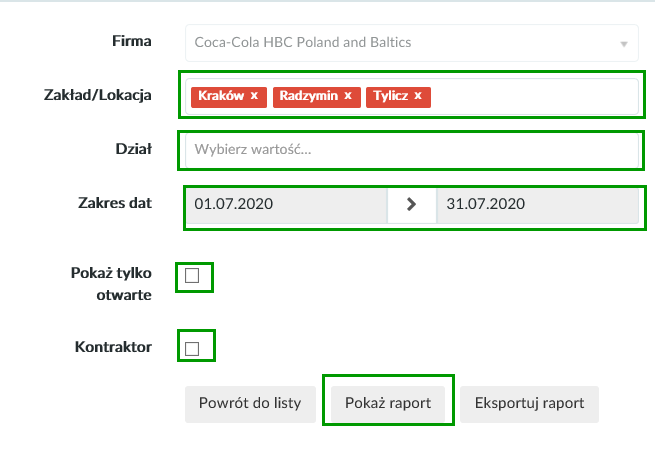 Firma
Coca-Cola HBC Poland and Baltics
Zakład/Lokacja
Kraków x Radzymin x Tylicz x
Dział
Wybierz wartość...
Zakres dat
01.07.2020 31.07.2020
Pokaż tylko
otwarte
Kontraktor
Powrót do listy Pokaż raport Eksportuj raport